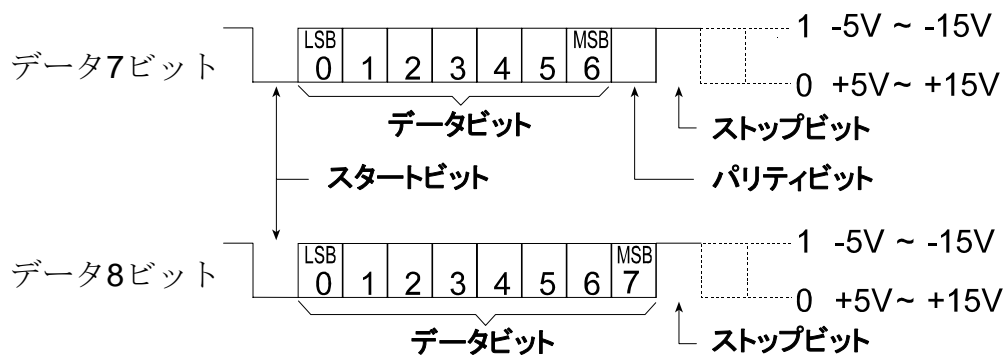 1 -5V ~ -15V
LSB MSB
データ7ビット 0 1 2 3 4 5 6
0 +5V~ +15V
データビット ストップビット
スタートビット パリティビット
1 -5V ~ -15V
LSB MSB
データ8ビット 0 1 2 3 4 5 6 7
0 +5V~ +15V
データビット ストップビット